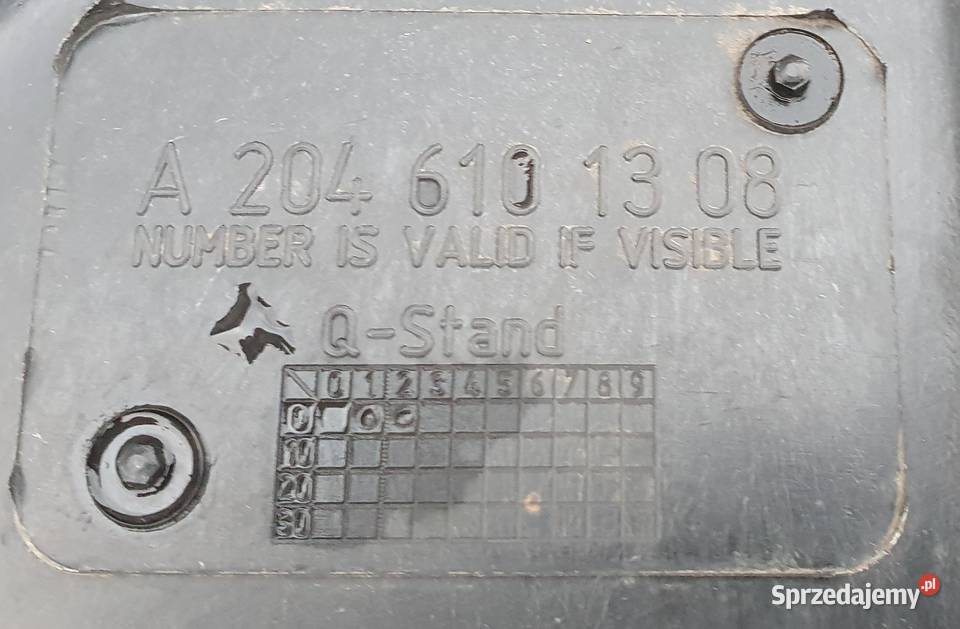 A 204 610 13 08
NUMBER IS VALID IF VISIBLE
Q-Stand
0 1 2 3 4 5 6 7 8 9
0
10
20
30
Sprzedajemy.pl